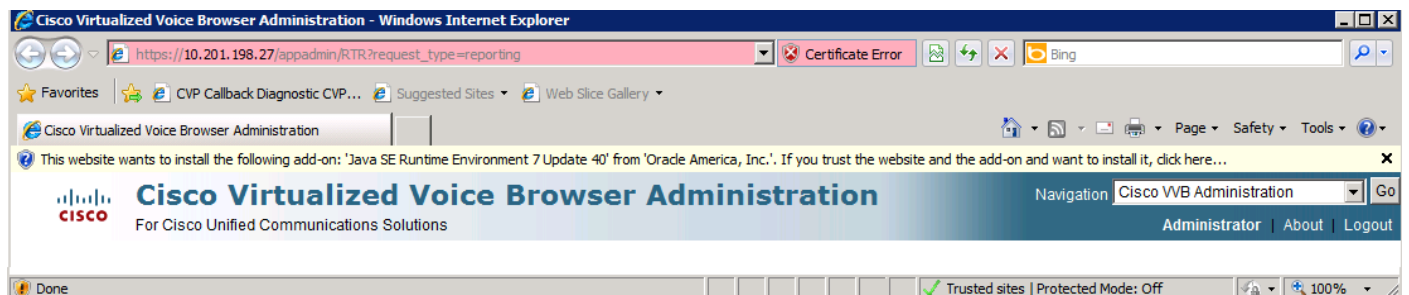 Cisco Virtualized Voice Browser Administration - Windows Internet Explorer
https://10.201.198.27/appadmin/RTR?request_type=reporting Certificate Error Bing
Favorites CVP Callback Diagnostic CVP... Suggested Sites Web Slice Gallery
Cisco Virtualized Voice Browser Administration Page Safety Tools
This website wants to install the following add-on: 'Java SE Runtime Environment 7 Update 40' from 'Oracle America, Inc.'. If you trust the website and the add-on and want to install it, click here...
CISCO Cisco Virtualized Voice Browser Administration Navigation Cisco VVB Administration Go
For Cisco Unified Communications Solutions Administrator | About | Logout
Done Trusted sites | Protected Mode: Off 100%